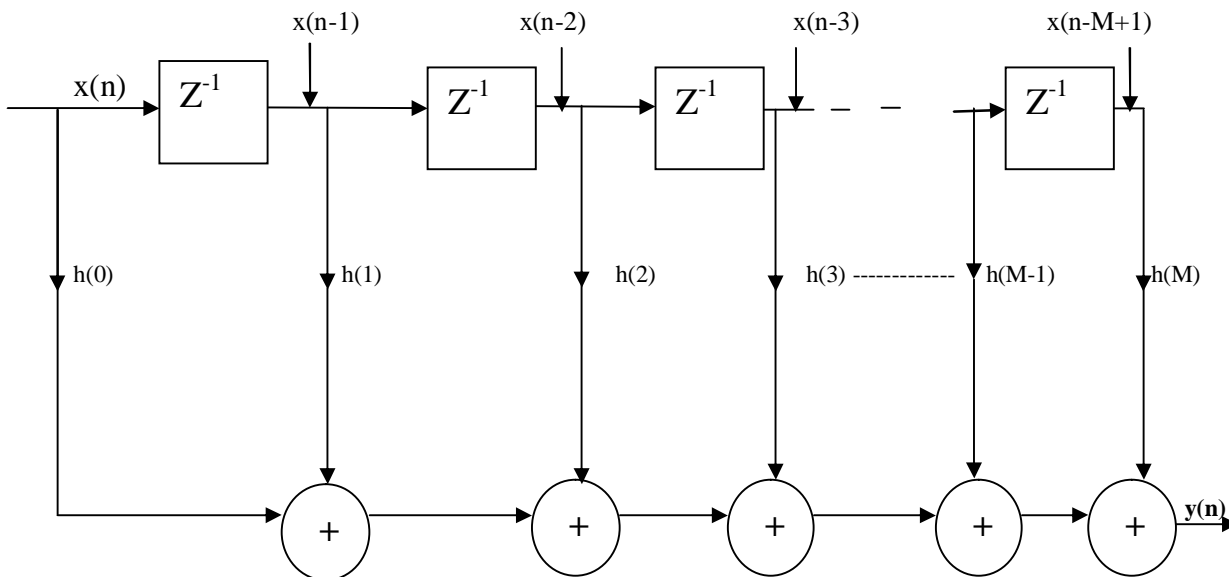 x(n-1) x(n-2) x(n-3) x(n-M+1)
x(n) Z-1 Z-1 Z-1 – – Z-1
h(0) h(1) h(2) h(3) ------------- h(M-1) h(M)
+ + + + + y(n)